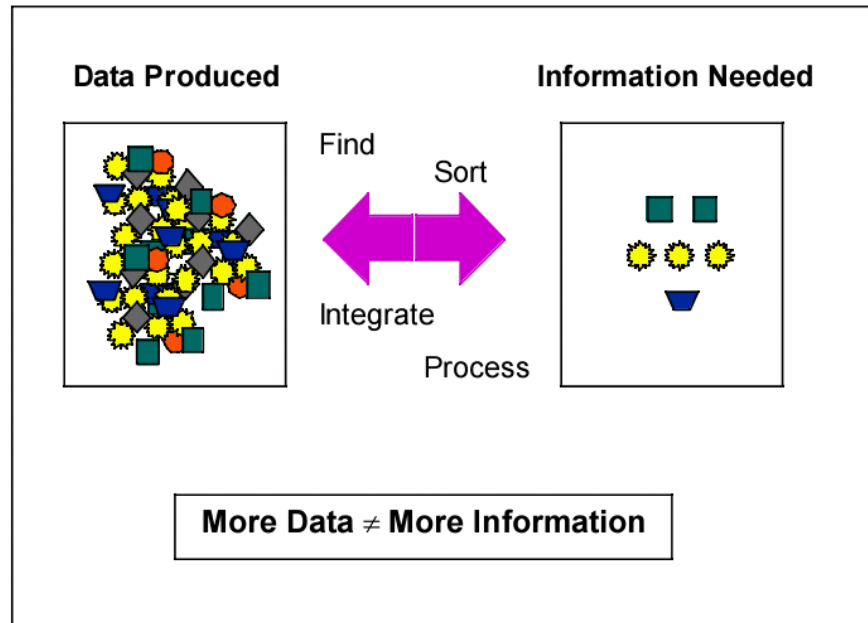 Data Produced
Information Needed
Find
Sort
Integrate
Process
More Data ≠ More Information